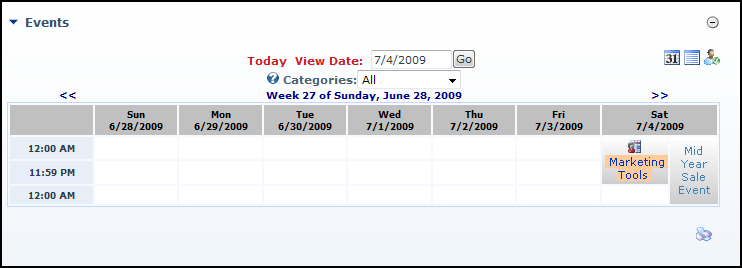 Events
Today View Date: 7/4/2009 Go
31
Categories: All
<< Week 27 of Sunday, June 28, 2009 >>
Sun Mon Tue Wed Thu Fri Sat
6/28/2009 6/29/2009 6/30/2009 7/1/2009 7/2/2009 7/3/2009 7/4/2009
12:00 AM
11:59 PM
12:00 AM
Marketing
Tools
Mid
Year
Sale
Event